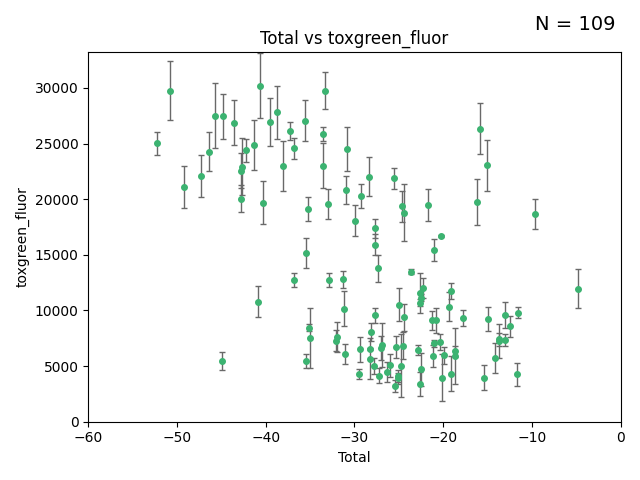 N = 109
Total vs toxgreen_fluor
toxgreen_fluor
30000
25000
20000
15000
10000
5000
0
−60 −50 −40 −30 −20 −10 0
Total